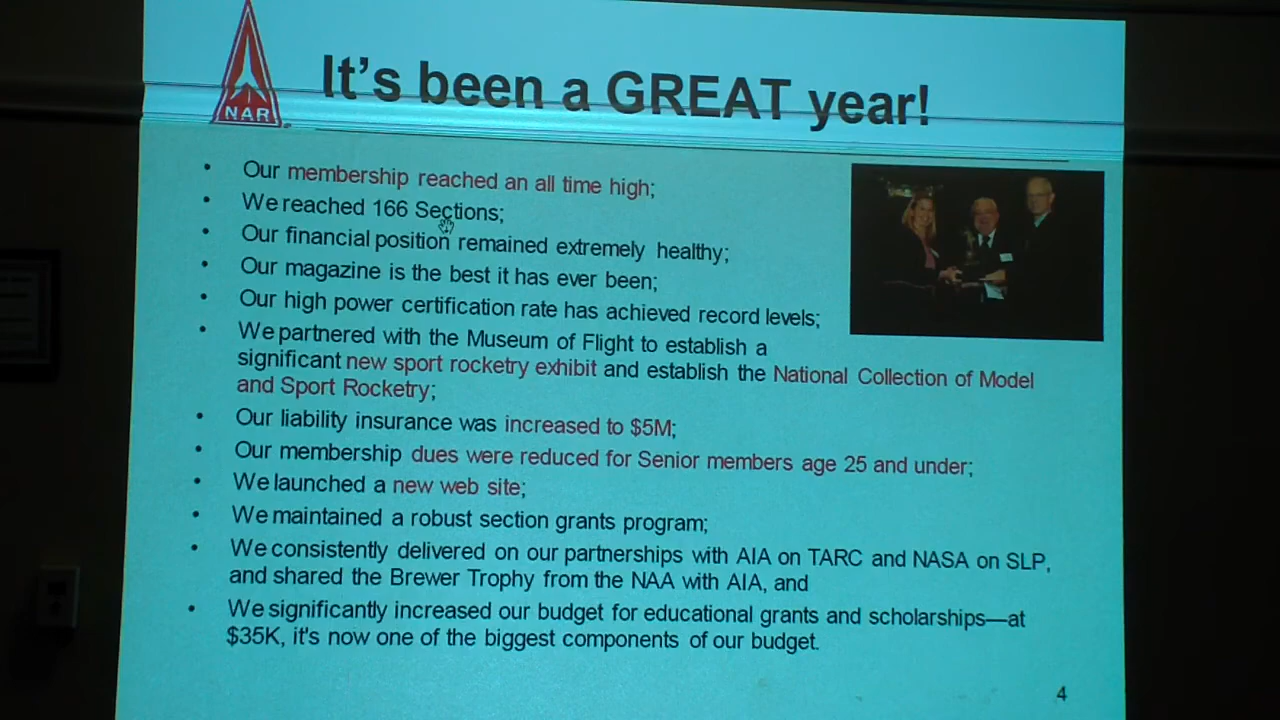 NAR
It's been a GREAT year!
• Our membership reached an all time high;
• We reached 166 Sections;
• Our financial position remained extremely healthy;
• Our magazine is the best it has ever been;
• Our high power certification rate has achieved record levels;
• We partnered with the Museum of Flight to establish a
significant new sport rocketry exhibit and establish the National Collection of Model
and Sport Rocketry;
• Our liability insurance was increased to $5M;
• Our membership dues were reduced for Senior members age 25 and under;
• We launched a new web site;
• We maintained a robust section grants program;
• We consistently delivered on our partnerships with AIA on TARC and NASA on SLP,
and shared the Brewer Trophy from the NAA with AIA, and
• We significantly increased our budget for educational grants and scholarships—at
$35K, it's now one of the biggest components of our budget.
4